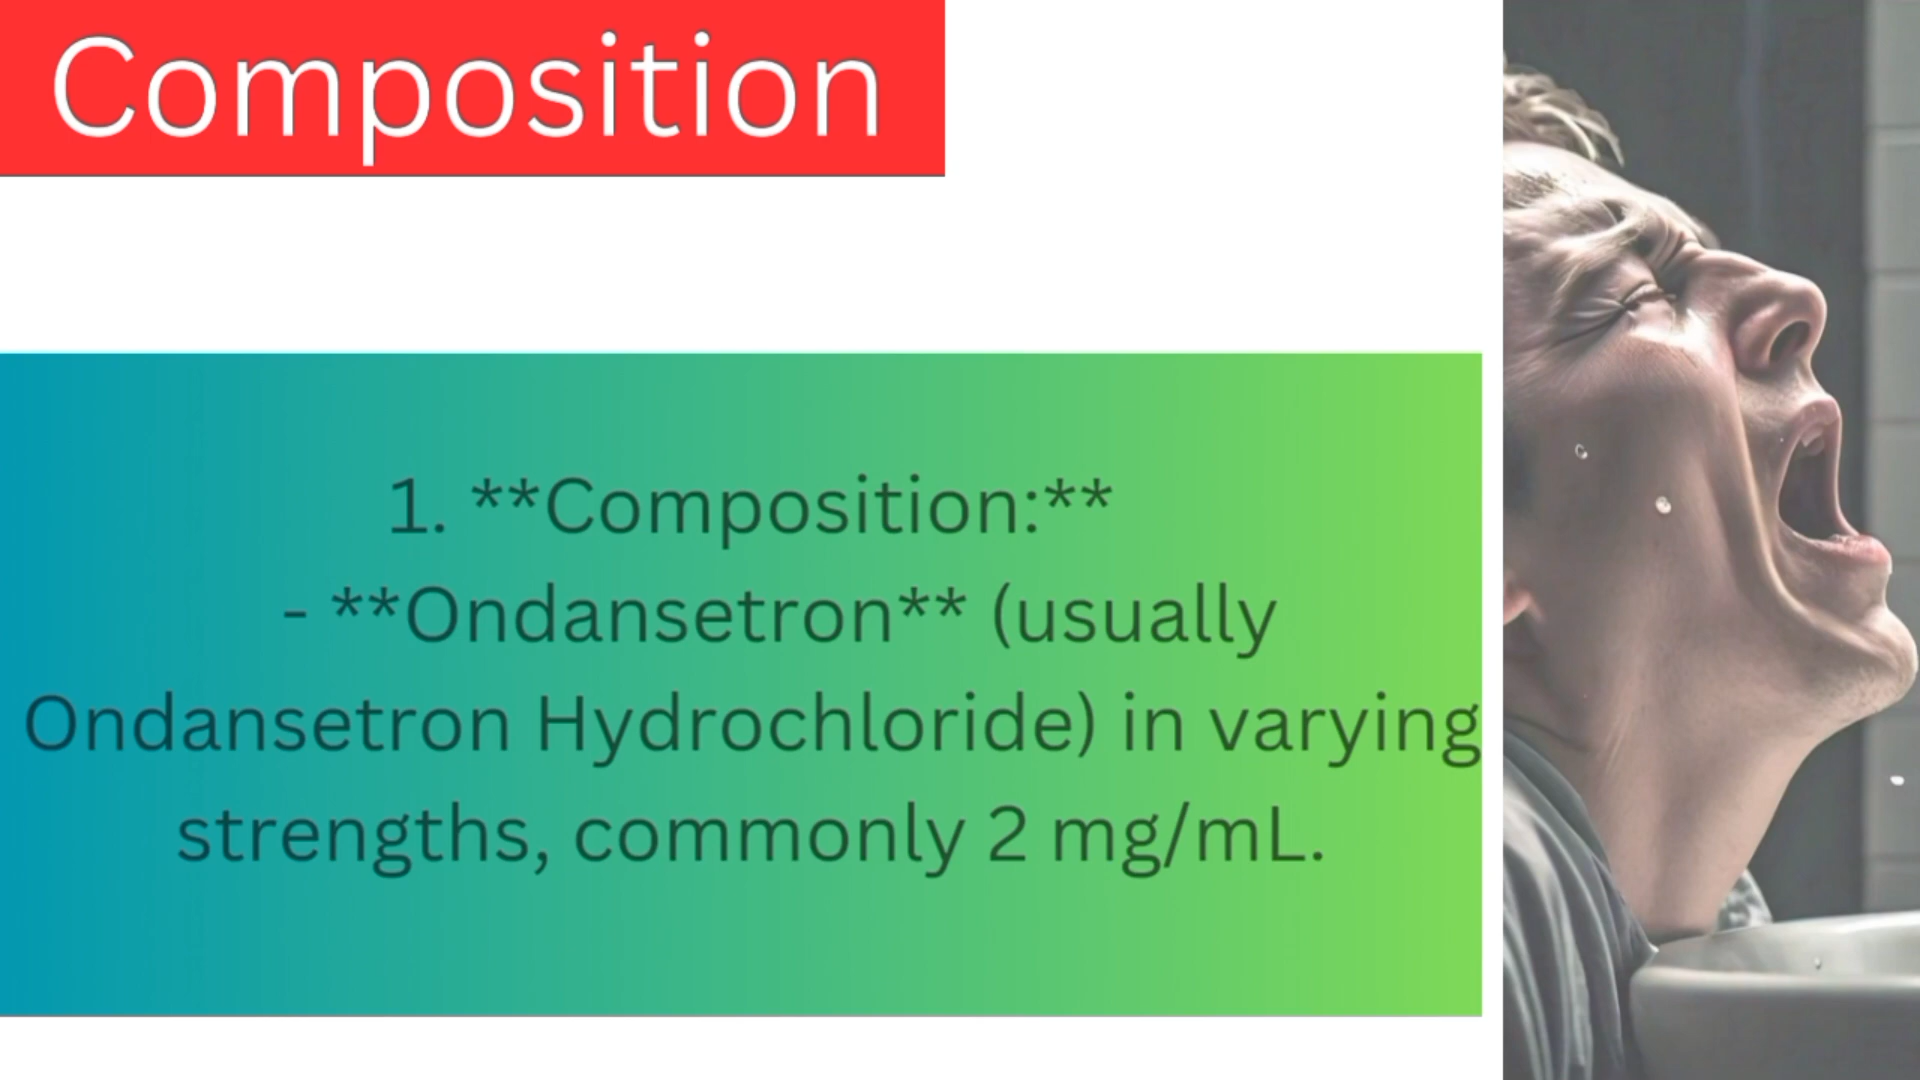 Composition
1. **Composition:**
- **Ondansetron** (usually
Ondansetron Hydrochloride) in varying
strengths, commonly 2 mg/mL.